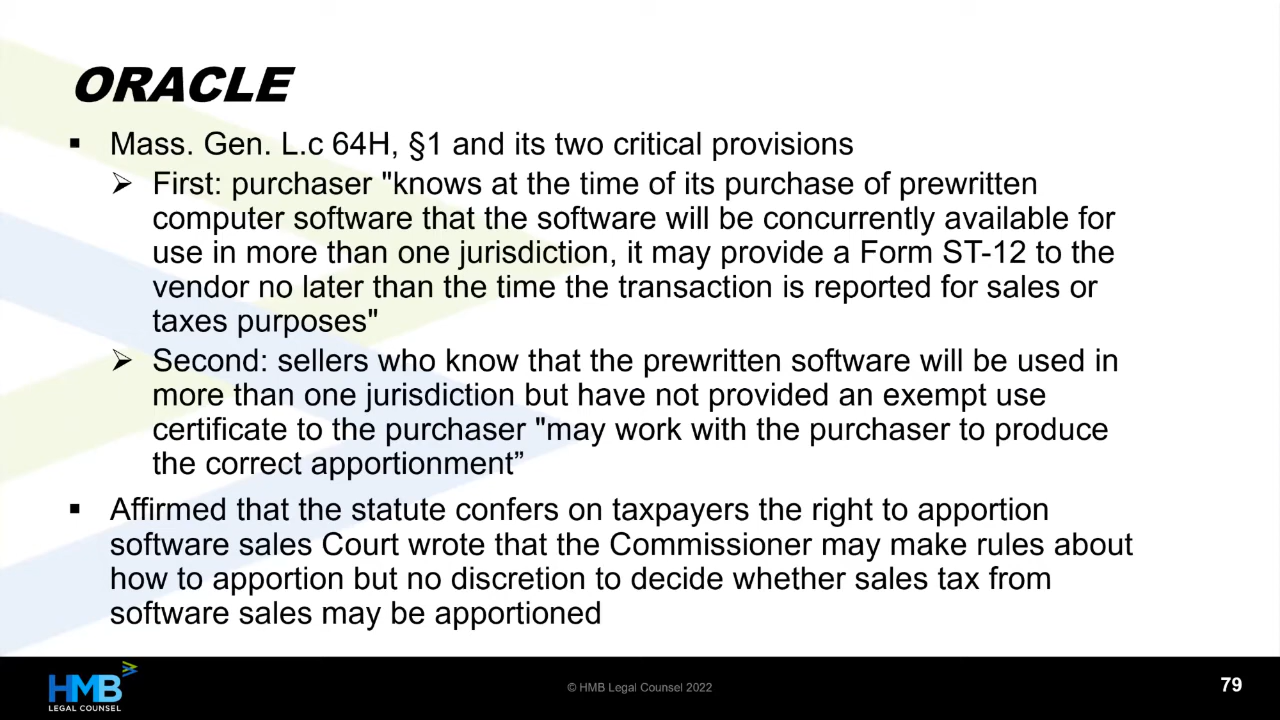 ORACLE
▪ Mass. Gen. L.c 64H, §1 and its two critical provisions
➢ First: purchaser "knows at the time of its purchase of prewritten
computer software that the software will be concurrently available for
use in more than one jurisdiction, it may provide a Form ST-12 to the
vendor no later than the time the transaction is reported for sales or
taxes purposes"
➢ Second: sellers who know that the prewritten software will be used in
more than one jurisdiction but have not provided an exempt use
certificate to the purchaser "may work with the purchaser to produce
the correct apportionment”
▪ Affirmed that the statute confers on taxpayers the right to apportion
software sales Court wrote that the Commissioner may make rules about
how to apportion but no discretion to decide whether sales tax from
software sales may be apportioned
HMB
LEGAL COUNSEL
© HMB Legal Counsel 2022
79